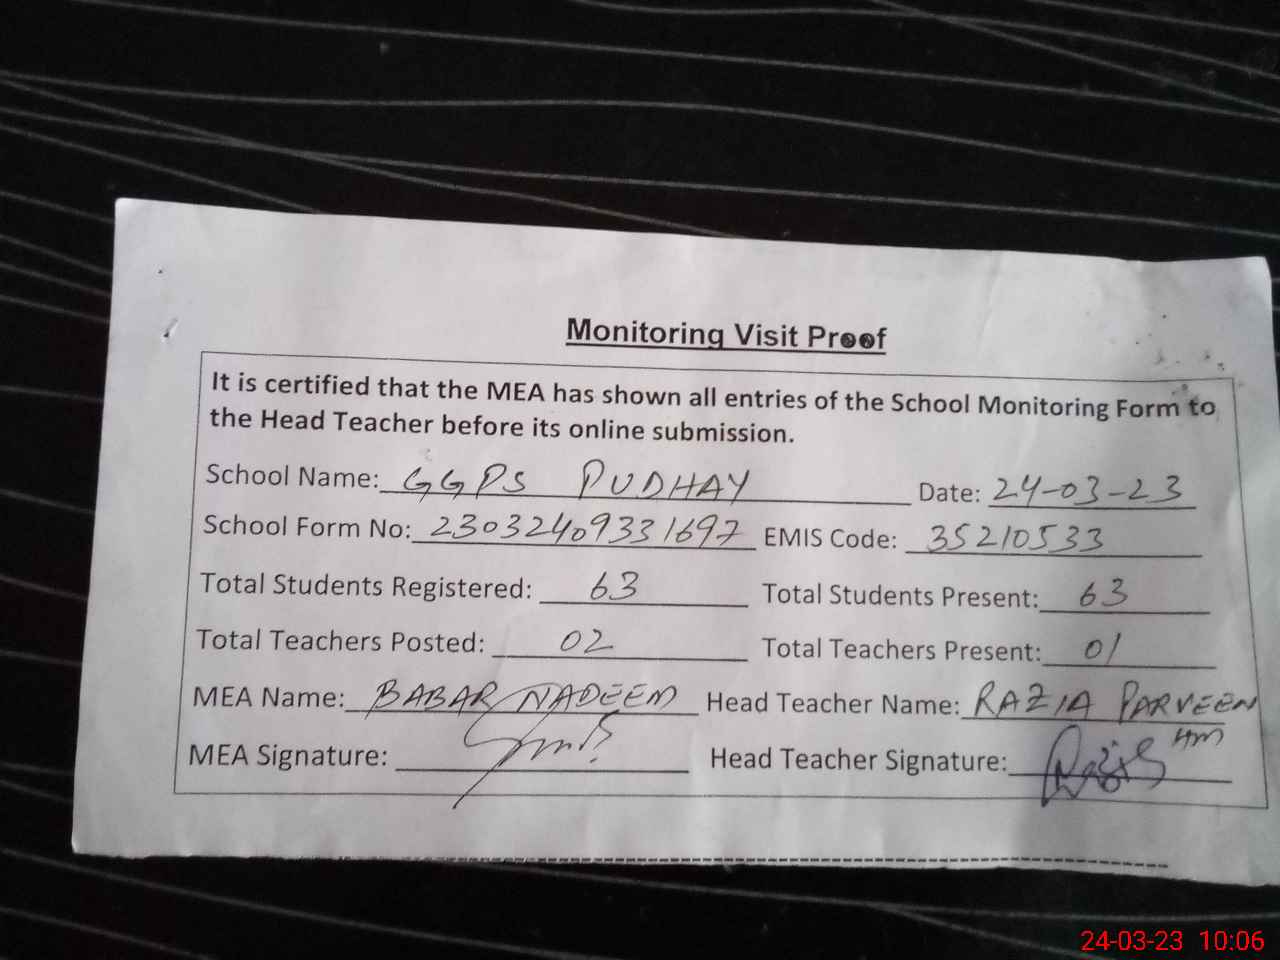 Monitoring Visit Proof
It is certified that the MEA has shown all entries of the School Monitoring Form to
the Head Teacher before its online submission.
School Name: GGPS PUDHAY Date: 24-03-23
School Form No: 23032409331697 EMIS Code: 35210533
Total Students Registered: 63 Total Students Present: 63
Total Teachers Posted: 02 Total Teachers Present: 01
MEA Name: BABAR NADEEM Head Teacher Name: RAZIA PARVEEN
MEA Signature: Head Teacher Signature: HM
24-03-23 10:06